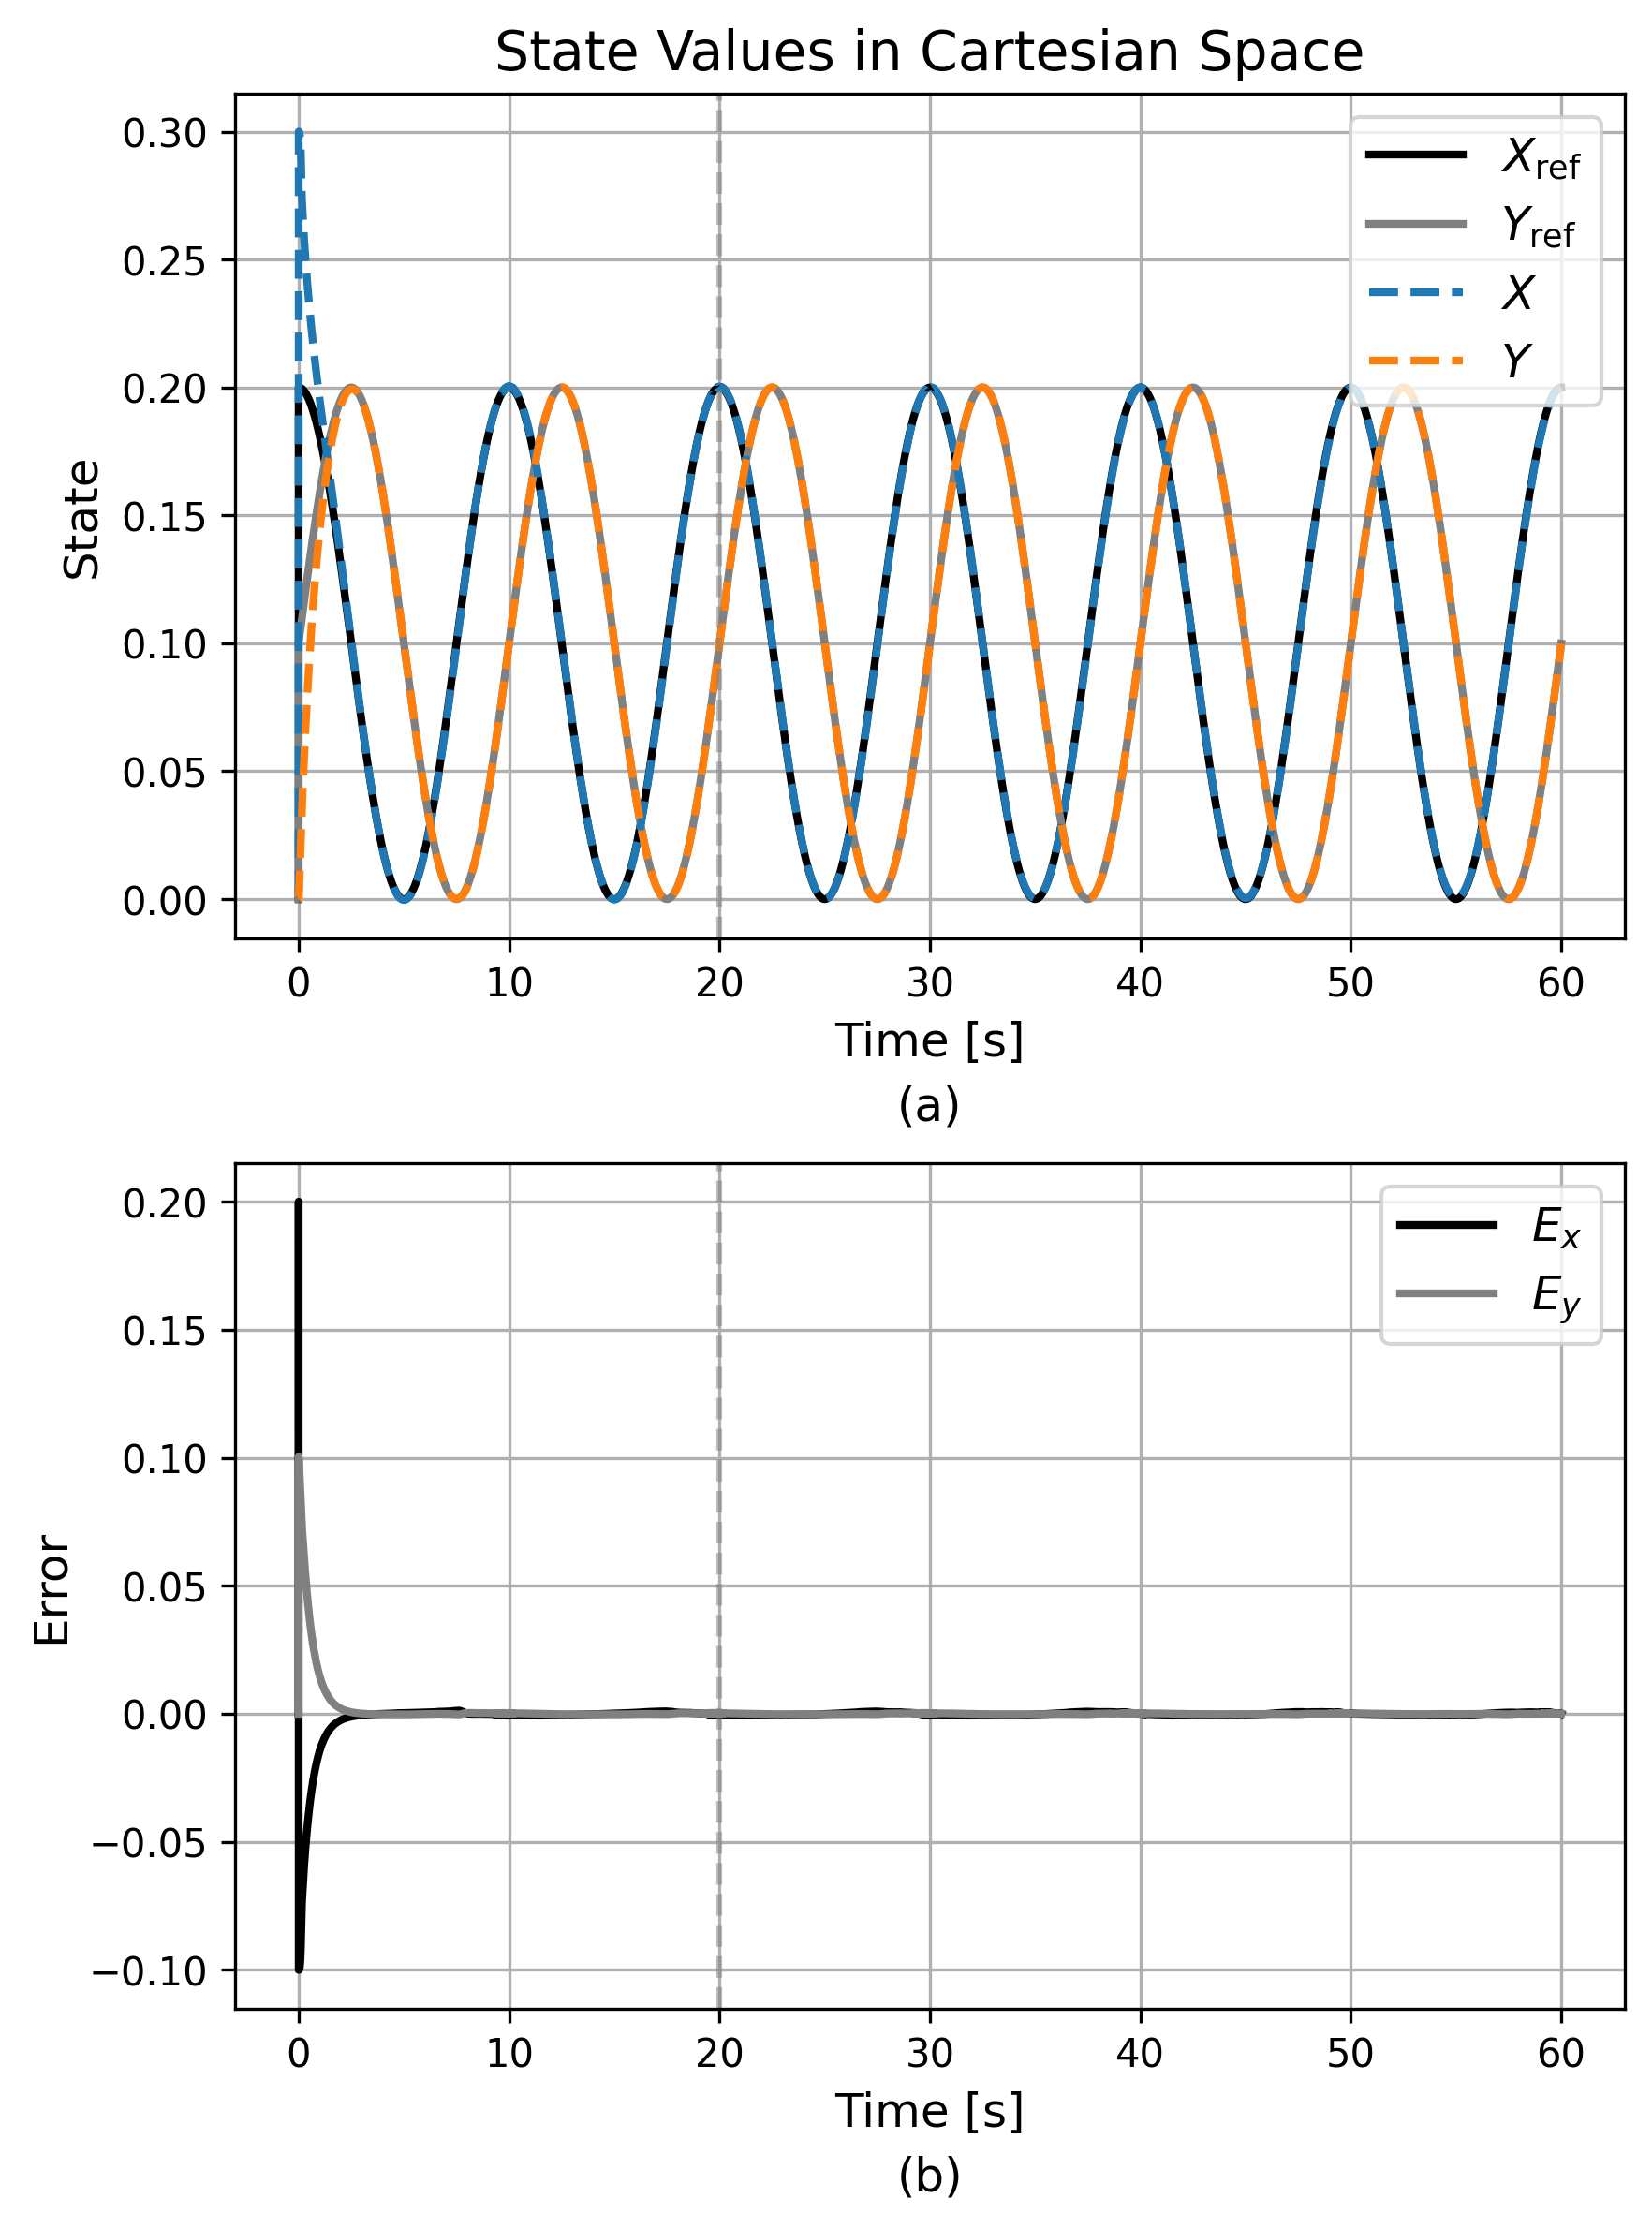 State Values in Cartesian Space
0.30
0.25
0.20
0.15
0.10
0.05
0.00
State
X_ref
Y_ref
X
Y
0 10 20 30 40 50 60
Time [s]
(a)
0.20
0.15
0.10
0.05
0.00
−0.05
−0.10
Error
E_x
E_y
0 10 20 30 40 50 60
Time [s]
(b)